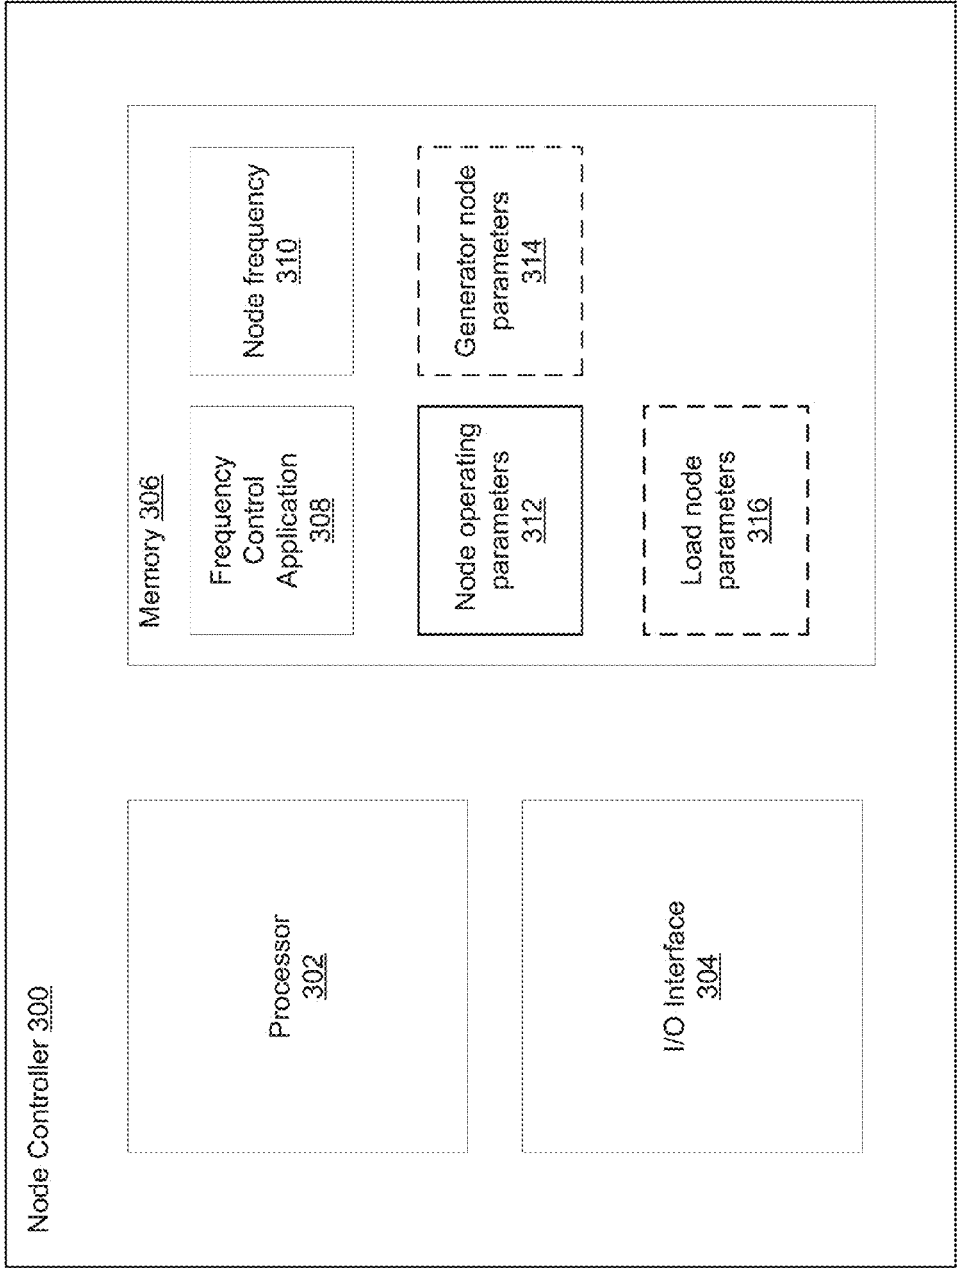 Node Controller 300
Processor
302
I/O Interface
304
Memory 306
Frequency
Control
Application
308
Node frequency
310
Node operating
parameters
312
Generator node
parameters
314
Load node
parameters
316